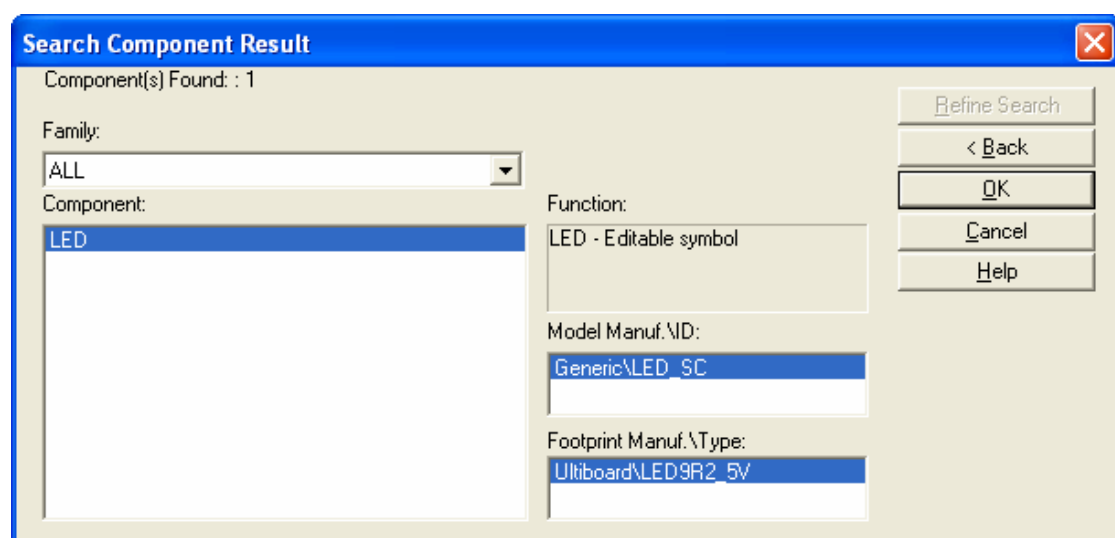 Search Component Result
Component(s) Found: : 1
Refine Search
Family:
< Back
ALL
OK
Component:
Function:
LED
LED - Editable symbol
Cancel
Help
Model Manuf.\ID:
Generic\LED_SC
Footprint Manuf.\Type:
Ultiboard\LED9R2_5V